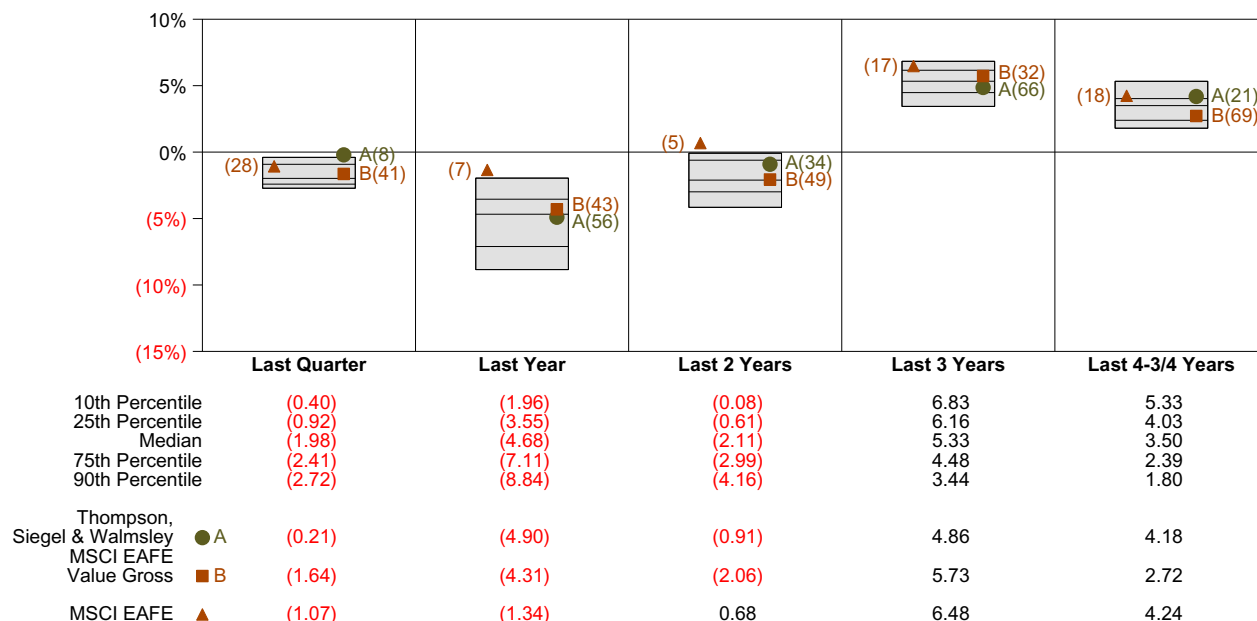 10%
5%
0%
(5%)
(10%)
(15%)
(28)
A(8)
B(41)
(7)
B(43)
A(56)
(5)
A(34)
B(49)
(17)
B(32)
A(66)
(18)
A(21)
B(69)
Last Quarter Last Year Last 2 Years Last 3 Years Last 4-3/4 Years
10th Percentile (0.40) (1.96) (0.08) 6.83 5.33
25th Percentile (0.92) (3.55) (0.61) 6.16 4.03
Median (1.98) (4.68) (2.11) 5.33 3.50
75th Percentile (2.41) (7.11) (2.99) 4.48 2.39
90th Percentile (2.72) (8.84) (4.16) 3.44 1.80
Thompson,
Siegel & Walmsley A (0.21) (4.90) (0.91) 4.86 4.18
MSCI EAFE
Value Gross B (1.64) (4.31) (2.06) 5.73 2.72
MSCI EAFE (1.07) (1.34) 0.68 6.48 4.24